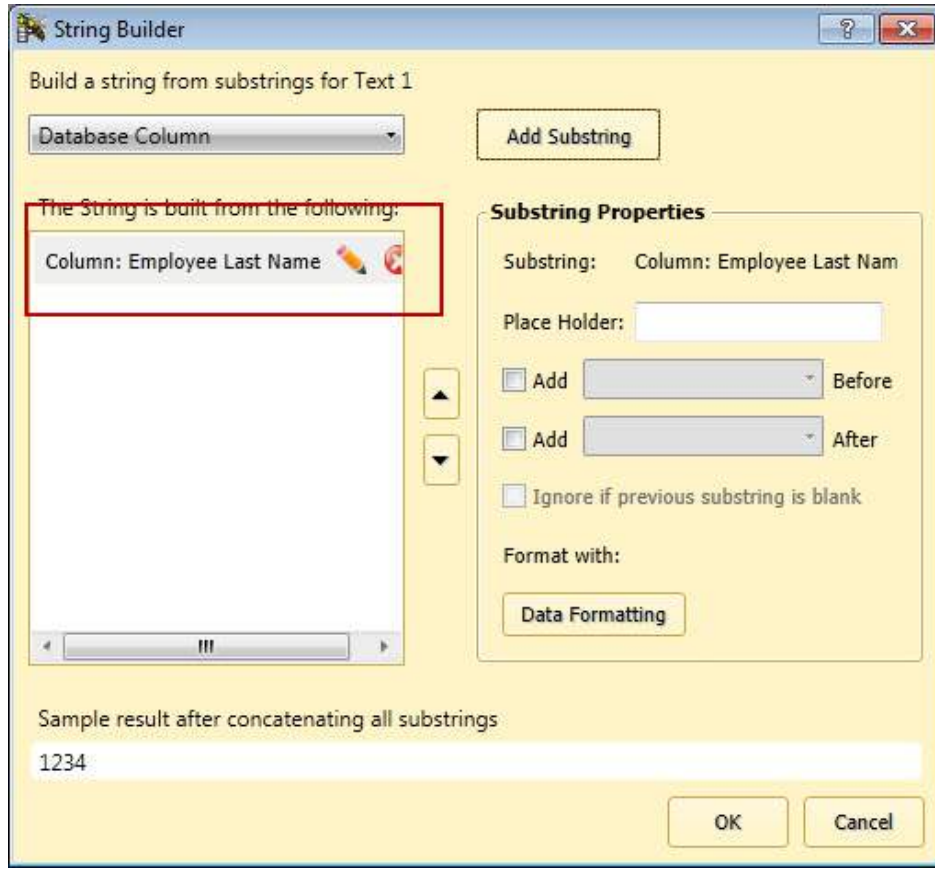 String Builder
Build a string from substrings for Text 1
Database Column
Add Substring
The String is built from the following:
Column: Employee Last Name
Substring Properties
Substring: Column: Employee Last Nam
Place Holder:
Add Before
Add After
Ignore if previous substring is blank
Format with:
Data Formatting
Sample result after concatenating all substrings
1234
OK Cancel